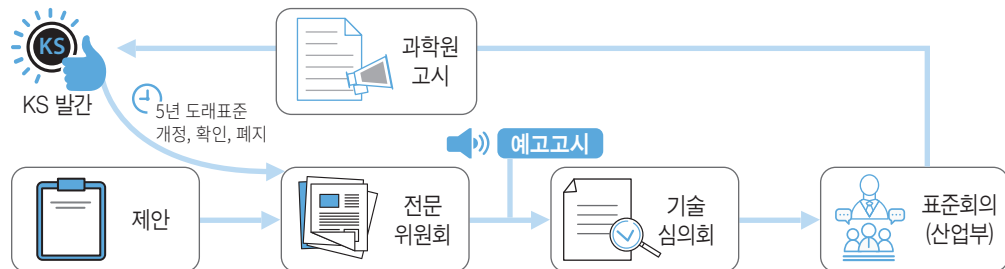 KS
KS 발간
과학원
고시
5년 도래표준
개정, 확인, 폐지
예고고시
제안
전문
위원회
기술
심의회
표준회의
(산업부)